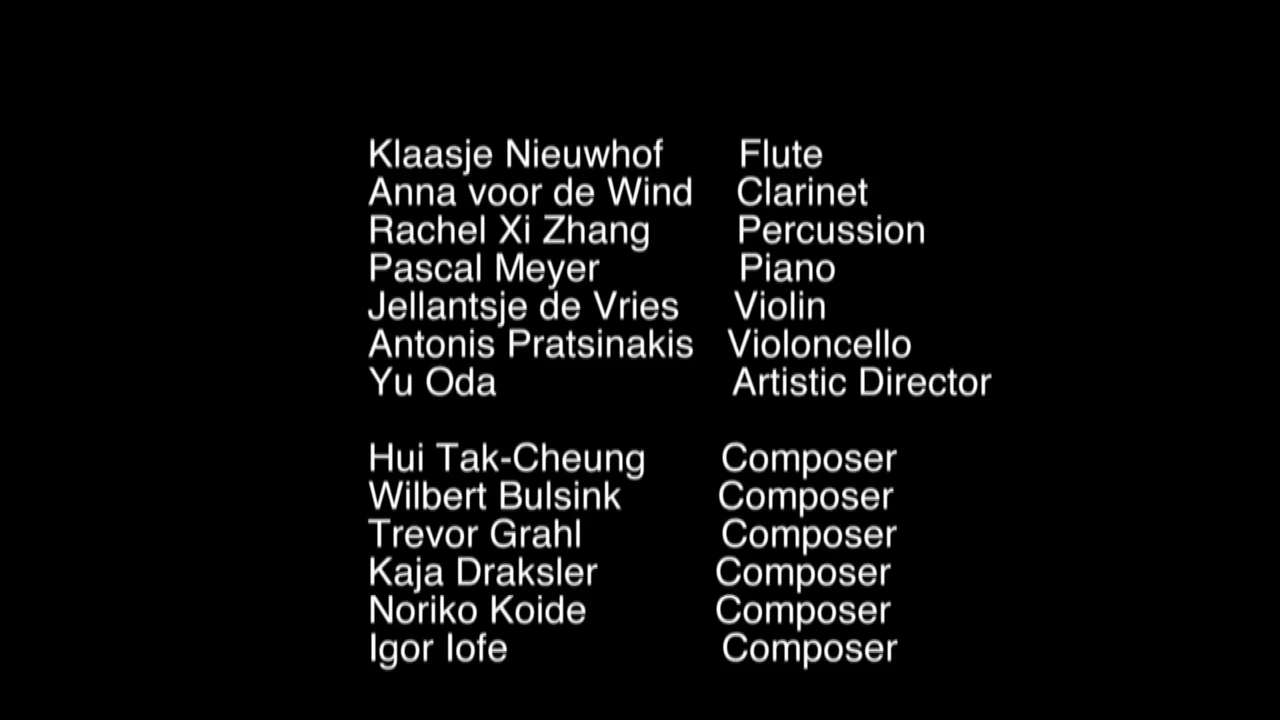 Klaasje Nieuwhof Flute
Anna voor de Wind Clarinet
Rachel Xi Zhang Percussion
Pascal Meyer Piano
Jellantsje de Vries Violin
Antonis Pratsinakis Violoncello
Yu Oda Artistic Director
Hui Tak-Cheung Composer
Wilbert Bulsink Composer
Trevor Grahl Composer
Kaja Draksler Composer
Noriko Koide Composer
Igor Iofe Composer